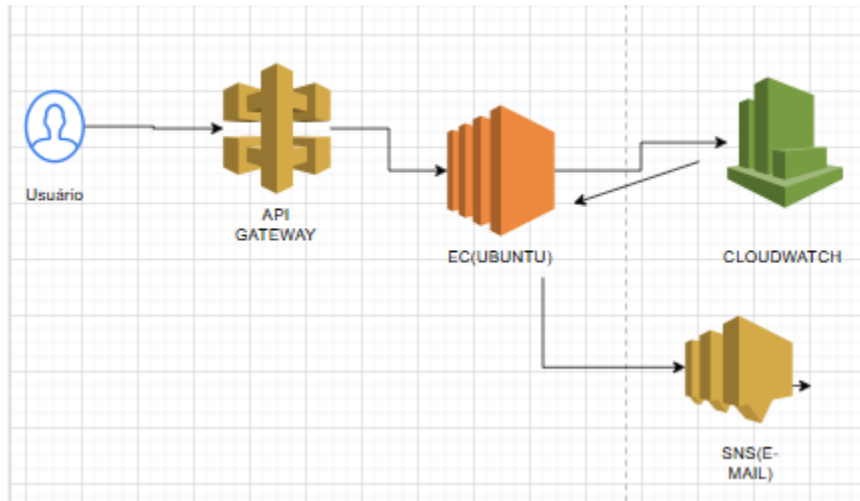 Usuário
API
GATEWAY
EC(UBUNTU)
CLOUDWATCH
SNS(E-
MAIL)